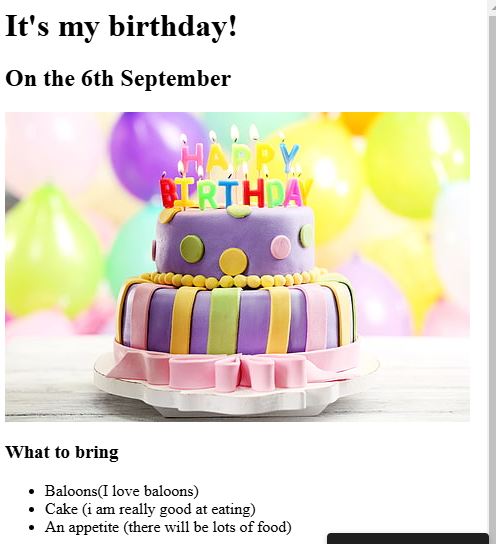 It's my birthday!
On the 6th September
HAPPY
BIRTHDAY
What to bring
Baloons(I love baloons)
Cake (i am really good at eating)
An appetite (there will be lots of food)